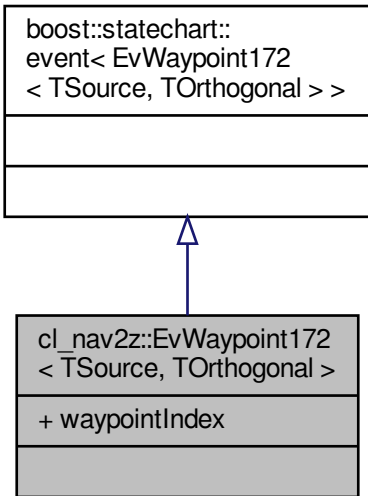 boost::statechart::
event< EvWaypoint172
< TSource, TOrthogonal > >
cl_nav2z::EvWaypoint172
< TSource, TOrthogonal >
+ waypointIndex